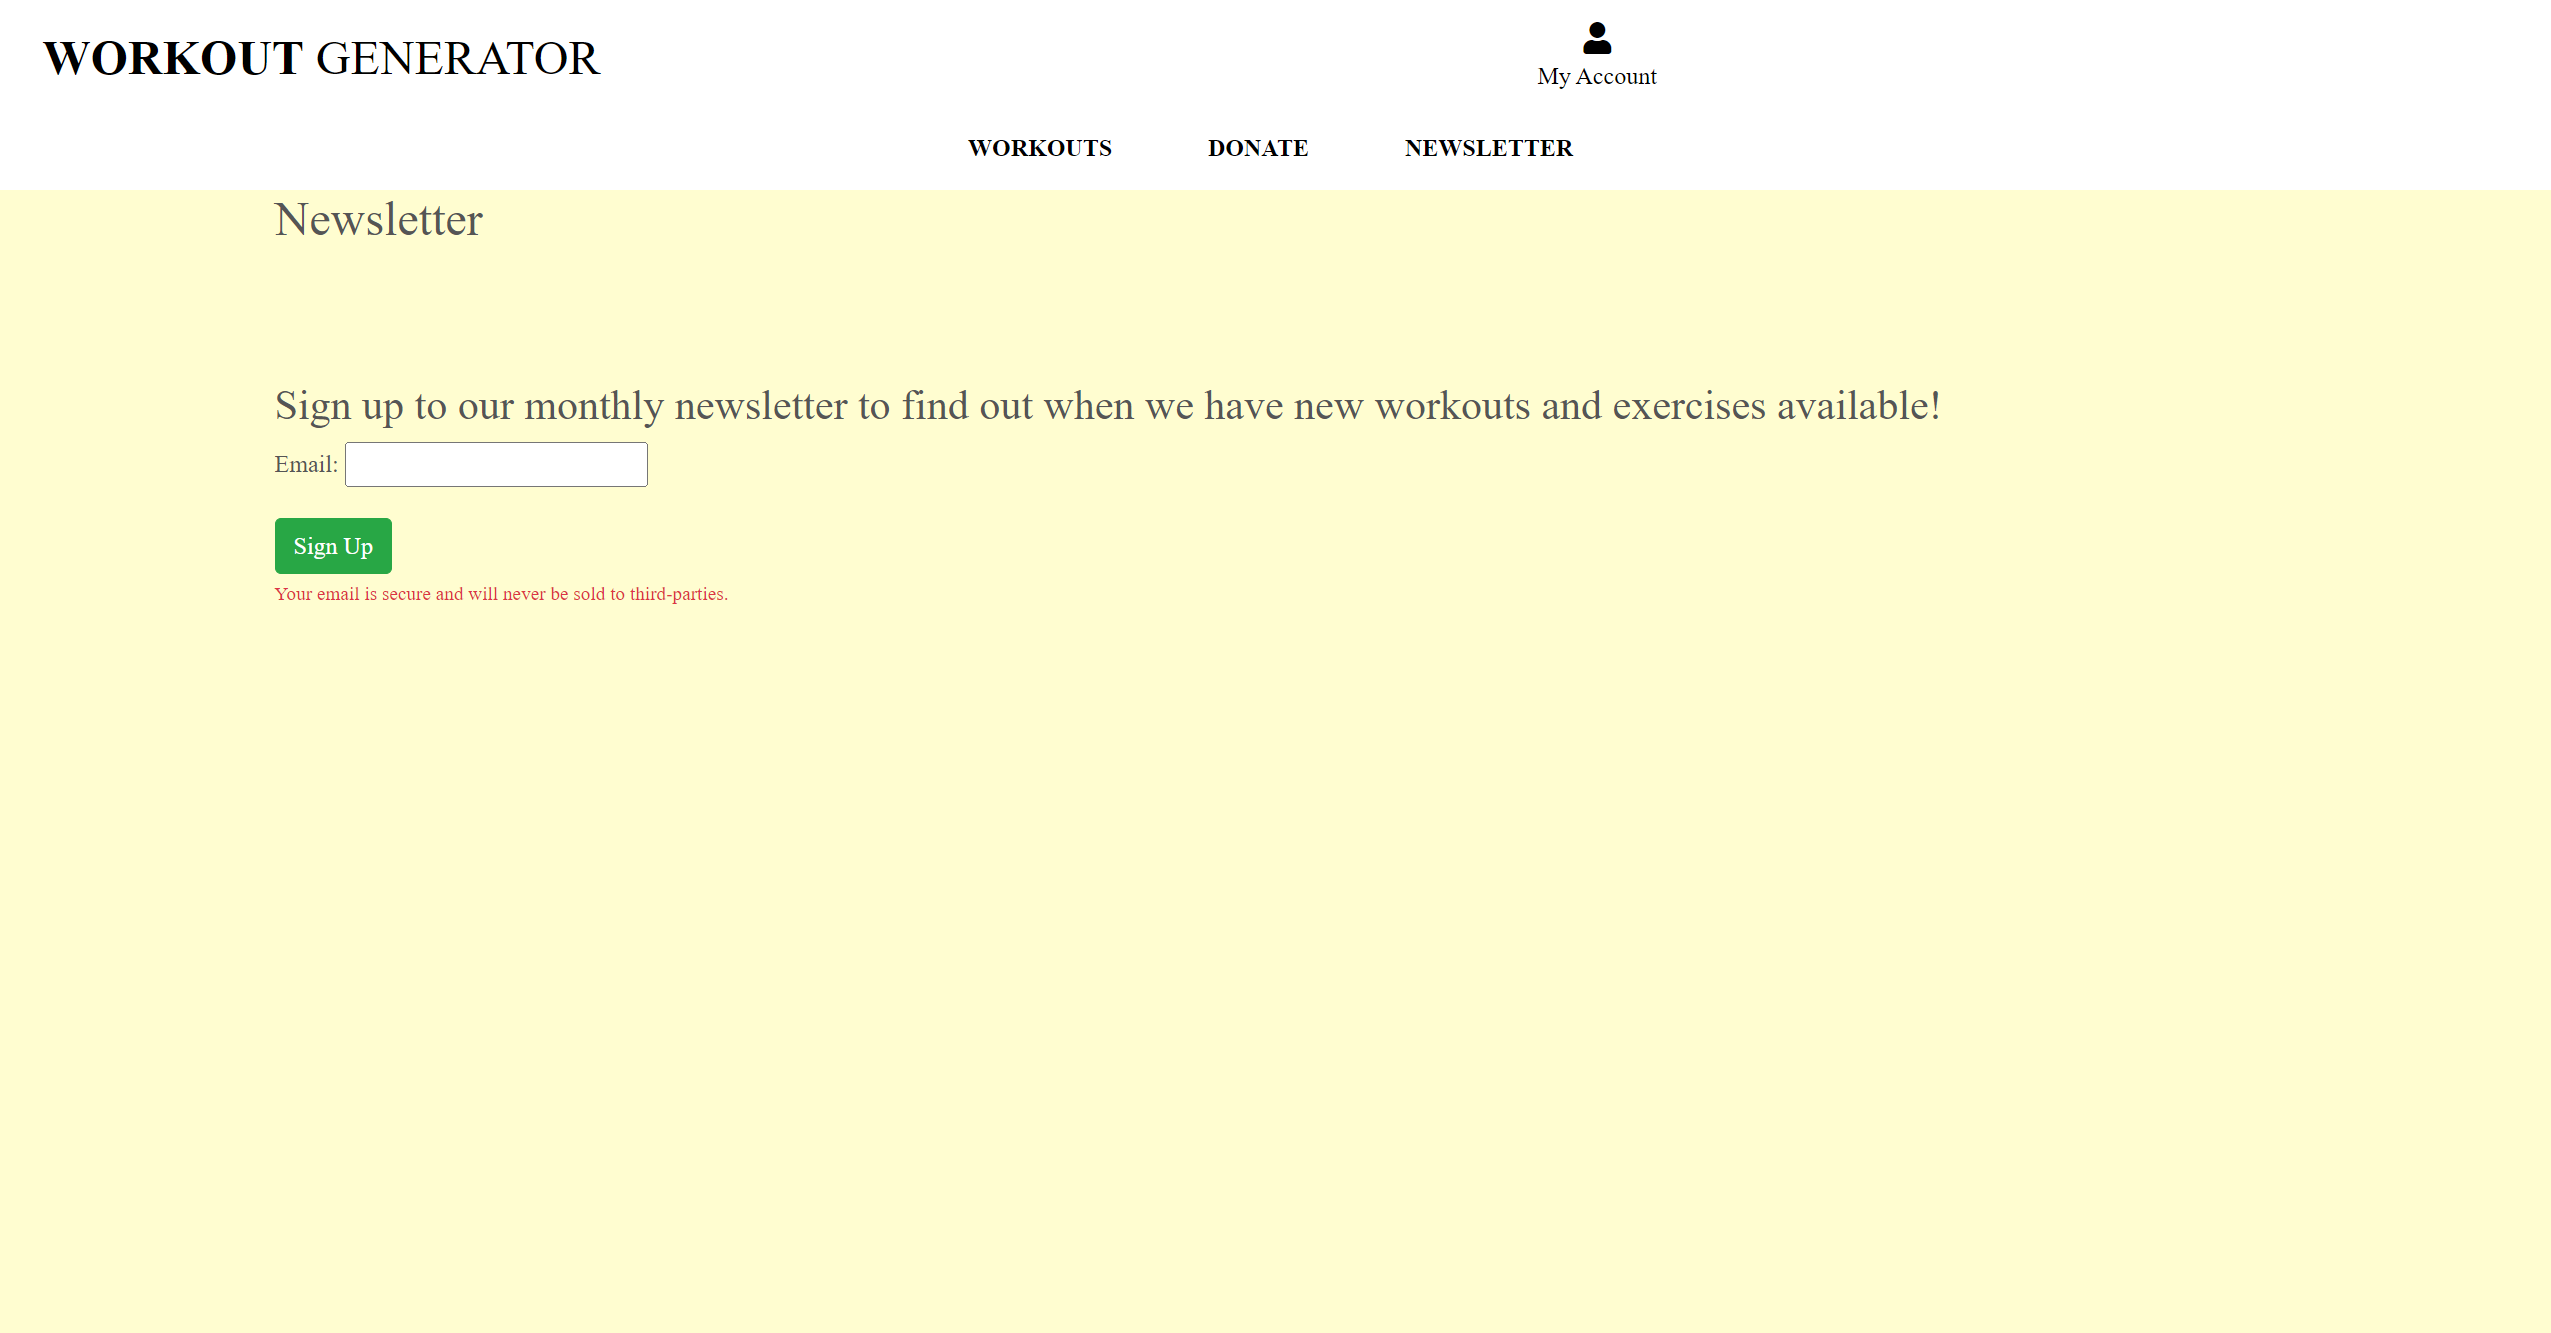 WORKOUT GENERATOR
My Account
WORKOUTS DONATE NEWSLETTER
Newsletter
Sign up to our monthly newsletter to find out when we have new workouts and exercises available!
Email:
Sign Up
Your email is secure and will never be sold to third-parties.